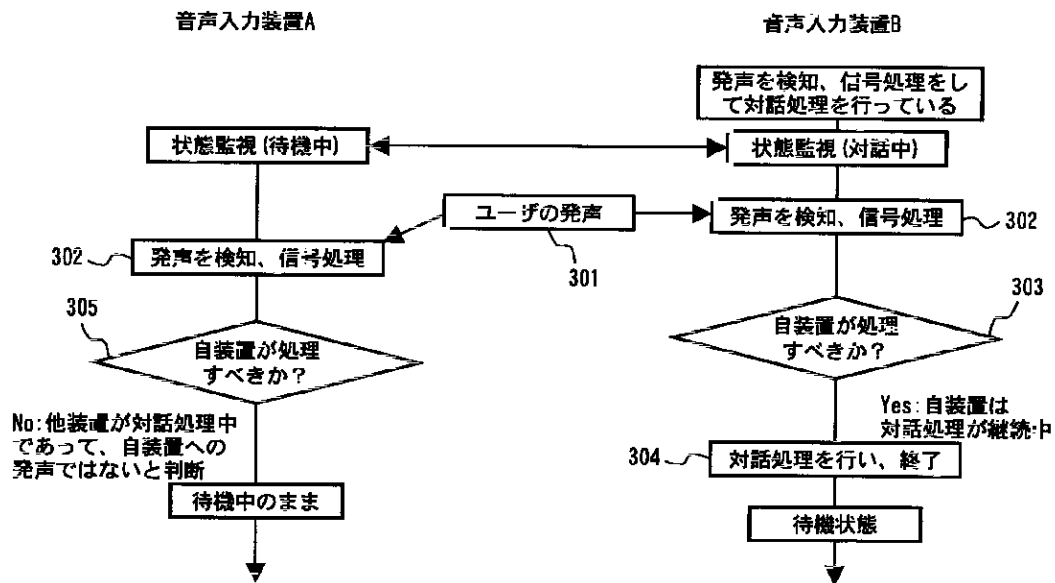 音声入力装置A
音声入力装置B
発声を検知、信号処理をし
て対話処理を行っている
状態監視(待機中)
状態監視(対話中)
ユーザの発声
301
発声を検知、信号処理
302
302
発声を検知、信号処理
305
自装置が処理
すべきか?
303
自装置が処理
すべきか?
No:他装置が対話処理中
であって、自装置への
発声ではないと判断
Yes:自装置は
対話処理が継続中
304
対話処理を行い、終了
待機中のまま
待機状態